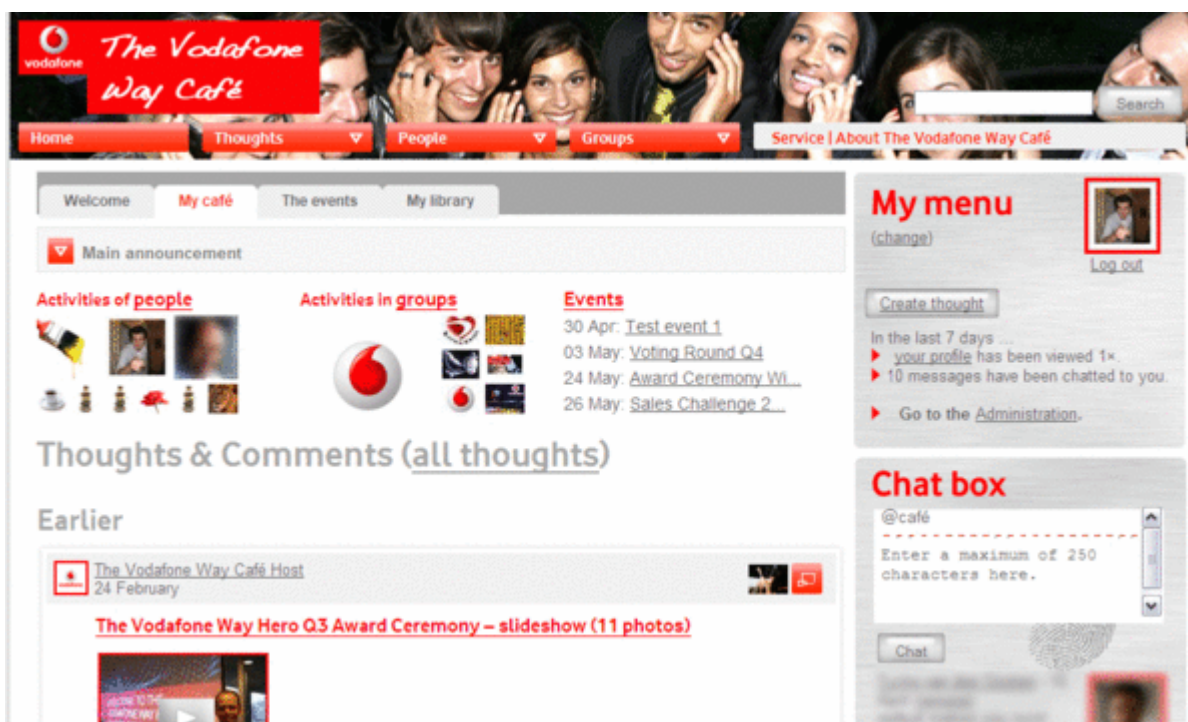 vodafone
The Vodafone
Way Café
Search
Home
Thoughts
People
Groups
Service | About The Vodafone Way Café
Welcome
My café
The events
My library
Main announcement
Activities of people
Activities in groups
Events
30 Apr: Test event 1
03 May: Voting Round Q4
24 May: Award Ceremony Wi...
26 May: Sales Challenge 2...
Thoughts & Comments (all thoughts)
Earlier
The Vodafone Way Café Host
24 February
The Vodafone Way Hero Q3 Award Ceremony – slideshow (11 photos)
My menu
(change)
Log out
Create thought
In the last 7 days ...
your profile has been viewed 1×.
10 messages have been chatted to you.
Go to the Administration.
Chat box
@café
Enter a maximum of 250
characters here.
Chat